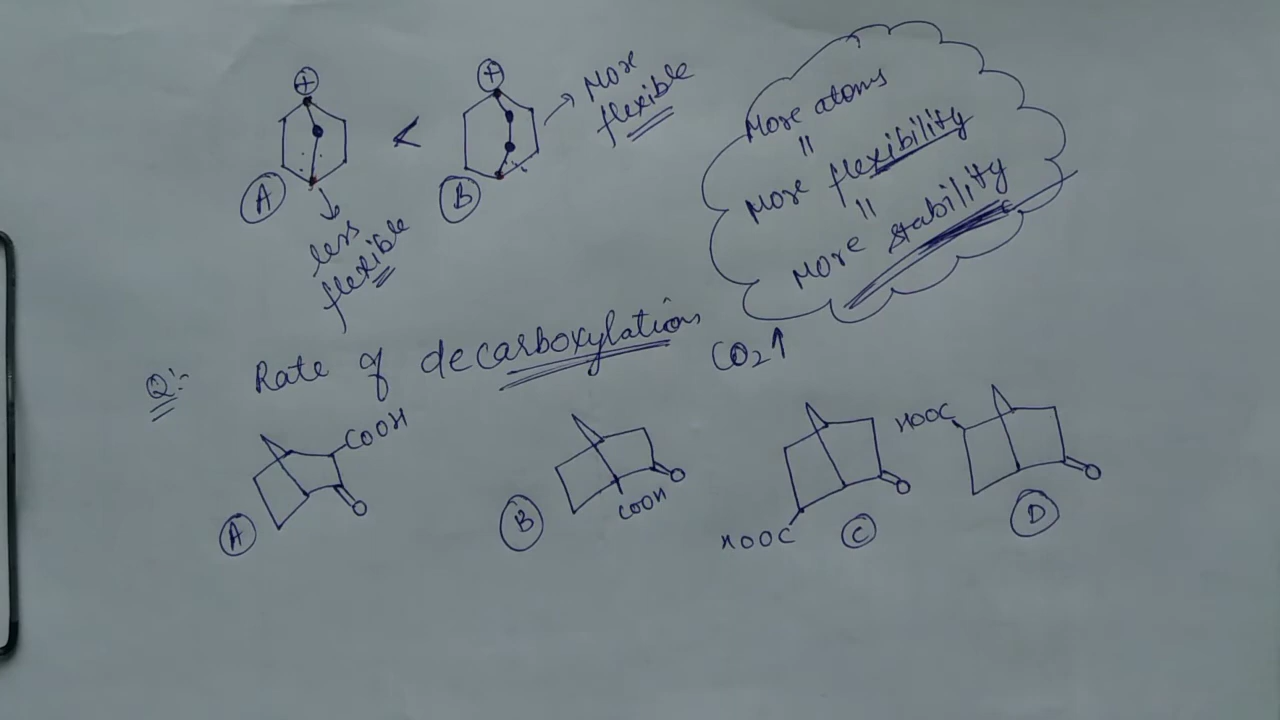 ⊕
⊕
A
<
B
less
flexible
More
flexible
More atoms
"
More flexibility
"
More stability
Q:- Rate of decarboxylation CO2↑
COOH
O
A
O
COOH
B
O
HOOC
C
HOOC
O
D